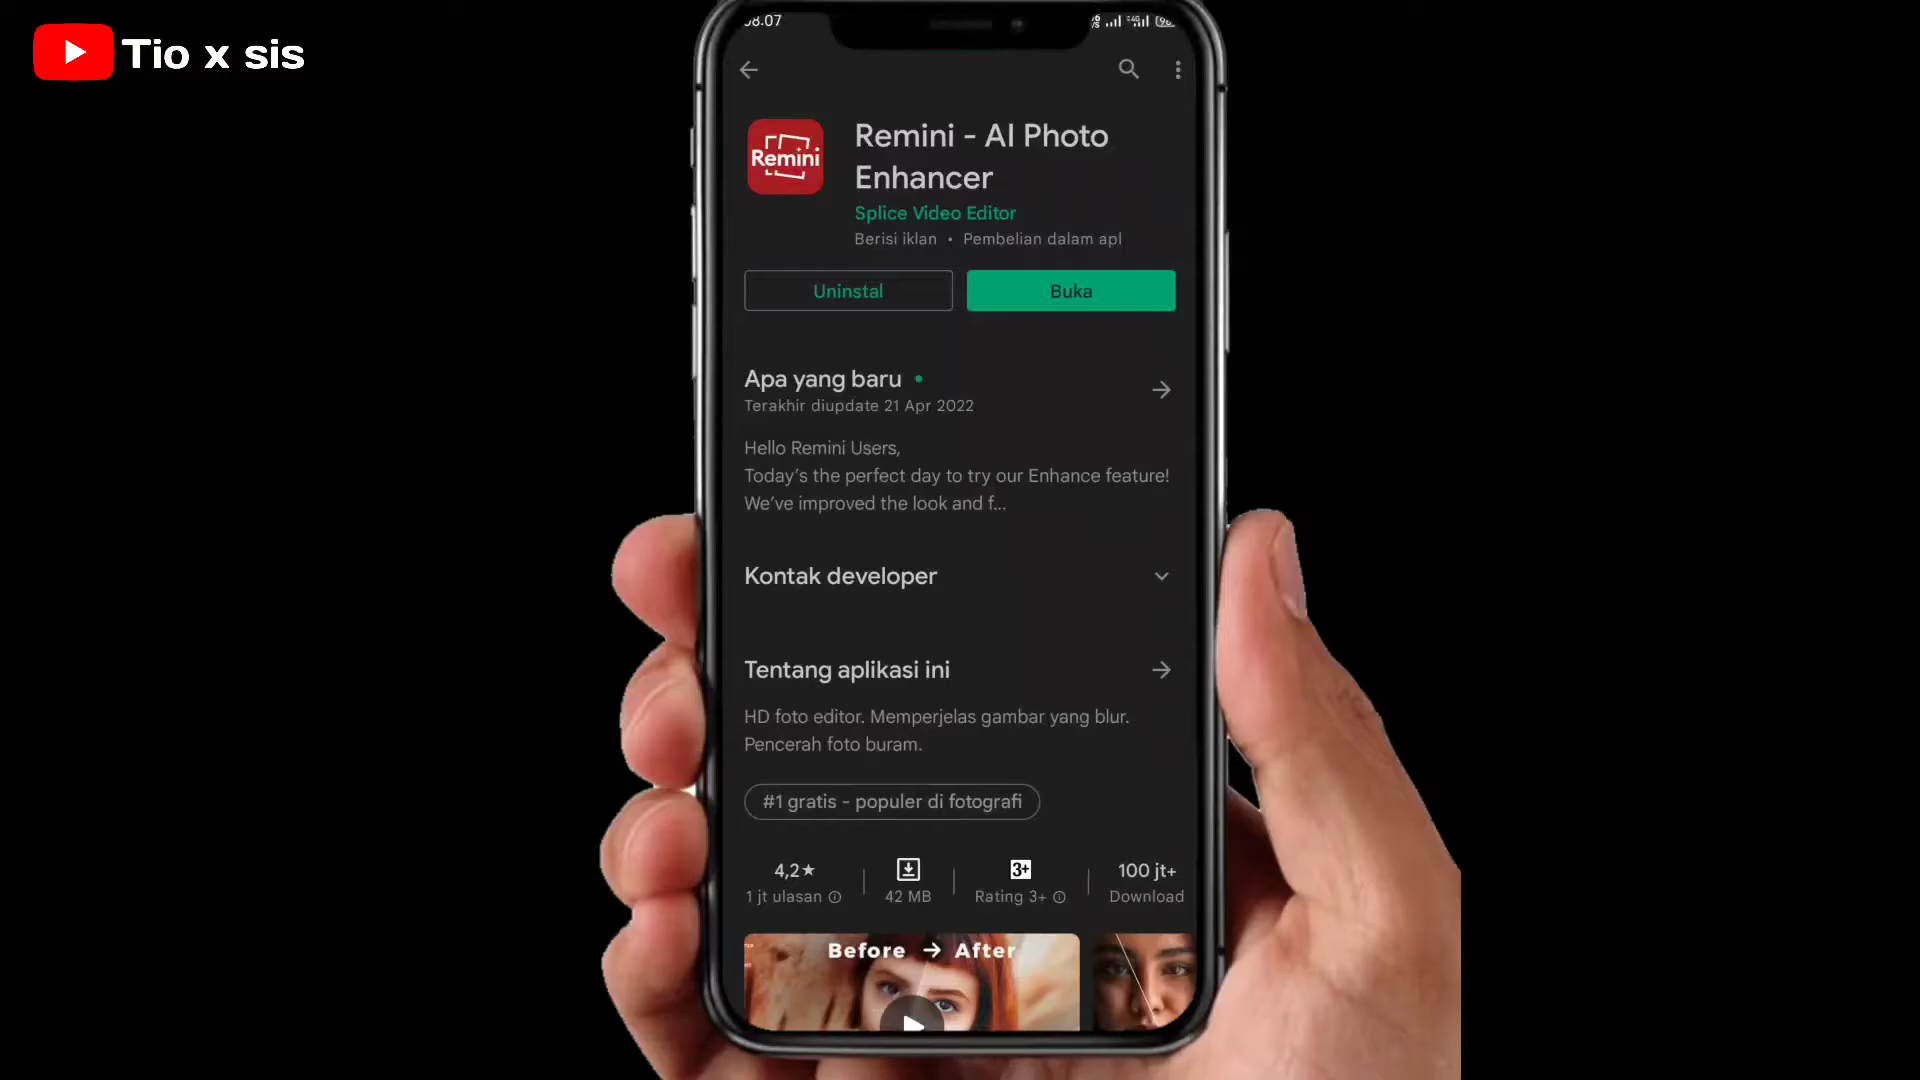 Tio x sis
08.07
Remini
Remini - AI Photo
Enhancer
Splice Video Editor
Berisi iklan • Pembelian dalam apl
Uninstal
Buka
Apa yang baru •
Terakhir diupdate 21 Apr 2022
Hello Remini Users,
Today's the perfect day to try our Enhance feature!
We've improved the look and f...
Kontak developer
Tentang aplikasi ini
HD foto editor. Memperjelas gambar yang blur.
Pencerah foto buram.
#1 gratis - populer di fotografi
4,2★ 3+ 100 jt+
1 jt ulasan 42 MB Rating 3+ Download
Before → After